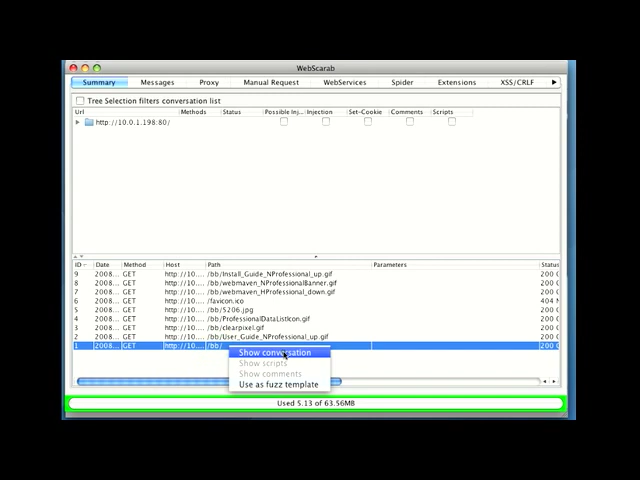 WebScarab
Summary Messages Proxy Manual Request WebServices Spider Extensions XSS/CRLF
Tree Selection filters conversation list
Url Methods Status Possible Inj... Injection Set-Cookie Comments Scripts
http://10.0.1.198:80/
ID Date Method Host Path Parameters Status
9 2008... GET http://10.... /bb/Install_Guide_NProfessional_up.gif 200 O
8 2008... GET http://10.... /bb/webmaven_NProfessionalBanner.gif 200 O
7 2008... GET http://10.... /bb/webmaven_HProfessional_down.gif 200 O
6 2008... GET http://10.... /favicon.ico 404 N
5 2008... GET http://10.... /bb/5206.jpg 200 O
4 2008... GET http://10.... /bb/ProfessionalDataListIcon.gif 200 O
3 2008... GET http://10.... /bb/clearpixel.gif 200 O
2 2008... GET http://10.... /bb/User_Guide_NProfessional_up.gif 200 O
1 2008... GET http://10.... /bb/ 200 O
Show conversation
Show scripts
Show comments
Use as fuzz template
Used 5.13 of 63.56MB